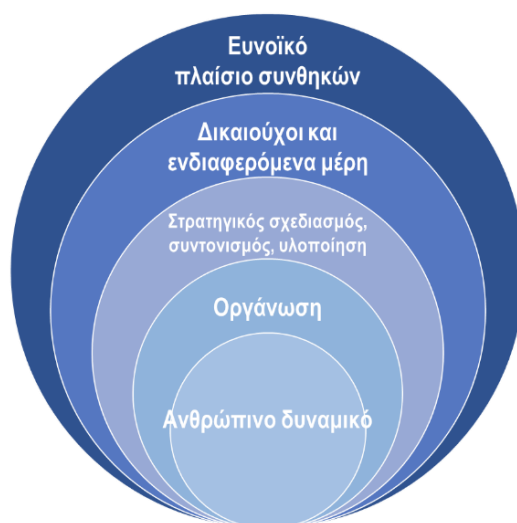 Ευνοϊκό
πλαίσιο συνθηκών
Δικαιούχοι και
ενδιαφερόμενα μέρη
Στρατηγικός σχεδιασμός,
συντονισμός, υλοποίηση
Οργάνωση
Ανθρώπινο δυναμικό